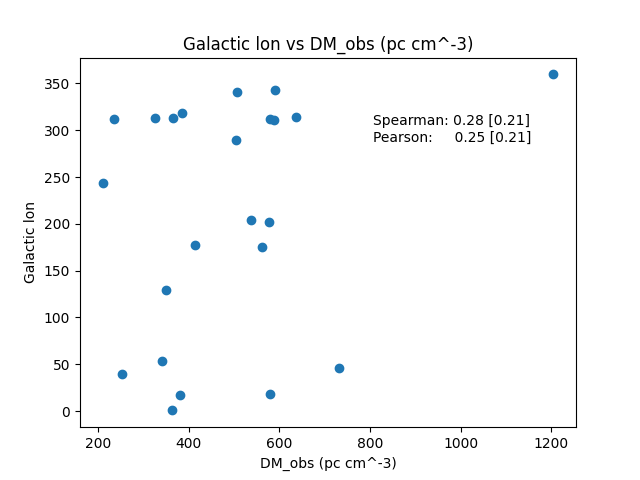 Galactic lon vs DM_obs (pc cm^-3)
Spearman: 0.28 [0.21]
Pearson: 0.25 [0.21]
Galactic lon
350
300
250
200
150
100
50
0
200 400 600 800 1000 1200
DM_obs (pc cm^-3)